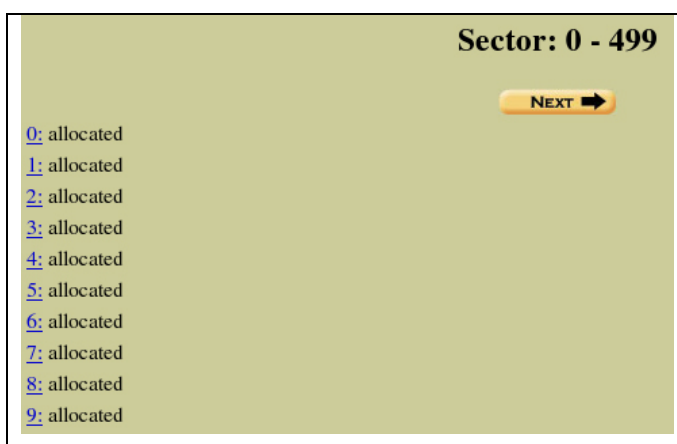 Sector: 0 - 499
NEXT
0: allocated
1: allocated
2: allocated
3: allocated
4: allocated
5: allocated
6: allocated
7: allocated
8: allocated
9: allocated